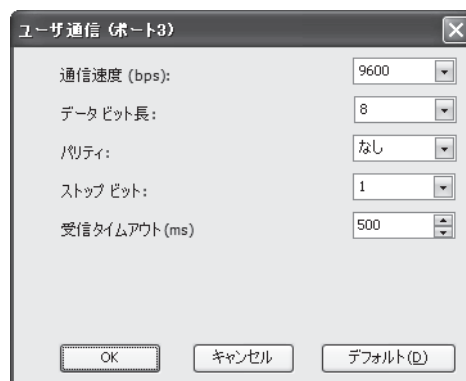 ユーザ通信 (ポート3)
通信速度 (bps): 9600
データ ビット長: 8
パリティ: なし
ストップ ビット: 1
受信タイムアウト(ms) 500
OK キャンセル デフォルト(D)